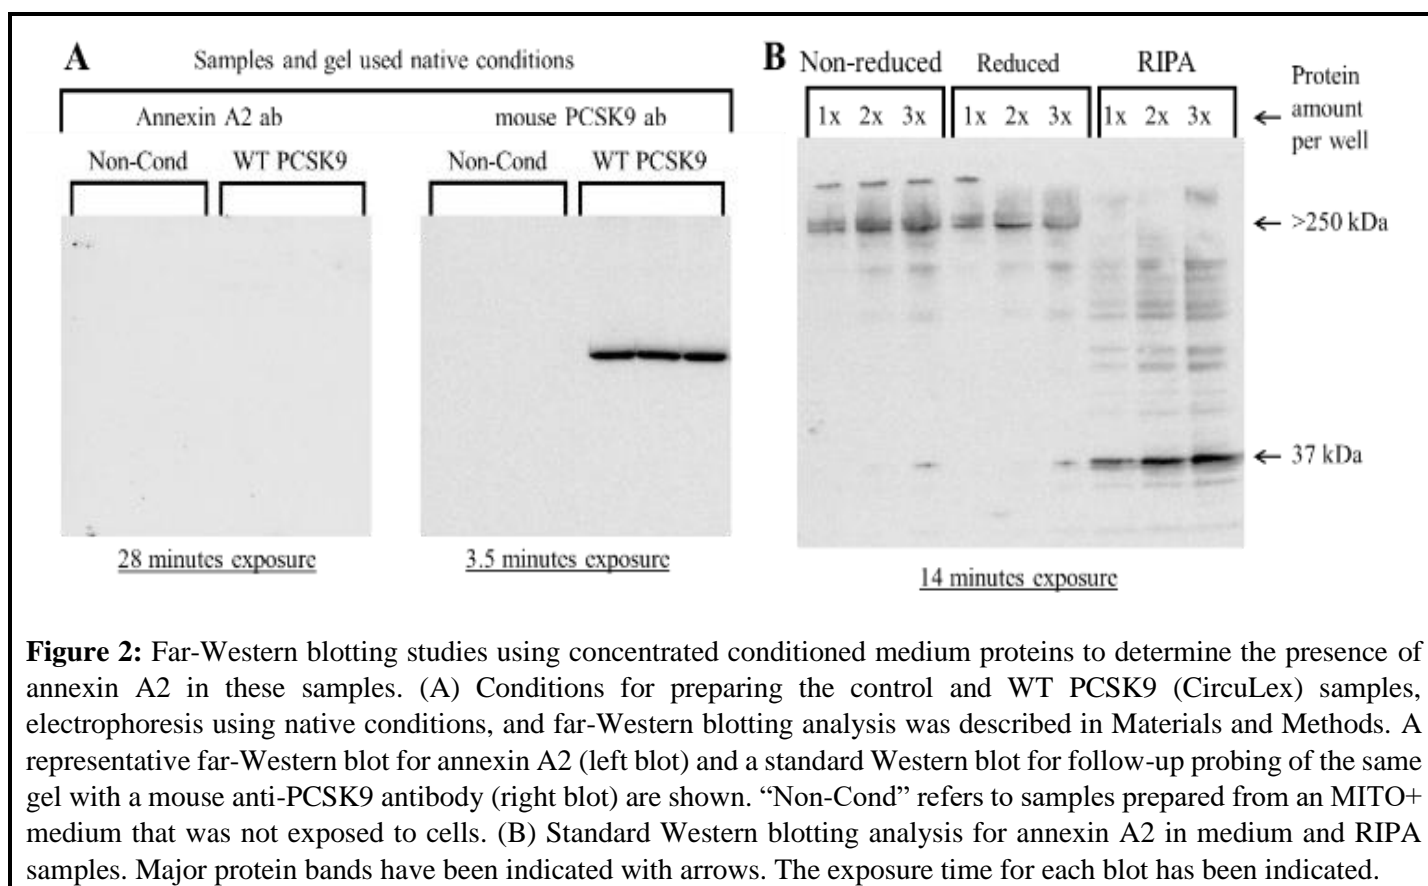 A
Samples and gel used native conditions
Annexin A2 ab
mouse PCSK9 ab
Non-Cond
WT PCSK9
Non-Cond
WT PCSK9
28 minutes exposure
3.5 minutes exposure
B
Non-reduced
Reduced
RIPA
1x 2x 3x
1x 2x 3x
1x 2x 3x
Protein
← amount
per well
← >250 kDa
← 37 kDa
14 minutes exposure
Figure 2: Far-Western blotting studies using concentrated conditioned medium proteins to determine the presence of
annexin A2 in these samples. (A) Conditions for preparing the control and WT PCSK9 (CircuLex) samples,
electrophoresis using native conditions, and far-Western blotting analysis was described in Materials and Methods. A
representative far-Western blot for annexin A2 (left blot) and a standard Western blot for follow-up probing of the same
gel with a mouse anti-PCSK9 antibody (right blot) are shown. “Non-Cond” refers to samples prepared from an MITO+
medium that was not exposed to cells. (B) Standard Western blotting analysis for annexin A2 in medium and RIPA
samples. Major protein bands have been indicated with arrows. The exposure time for each blot has been indicated.